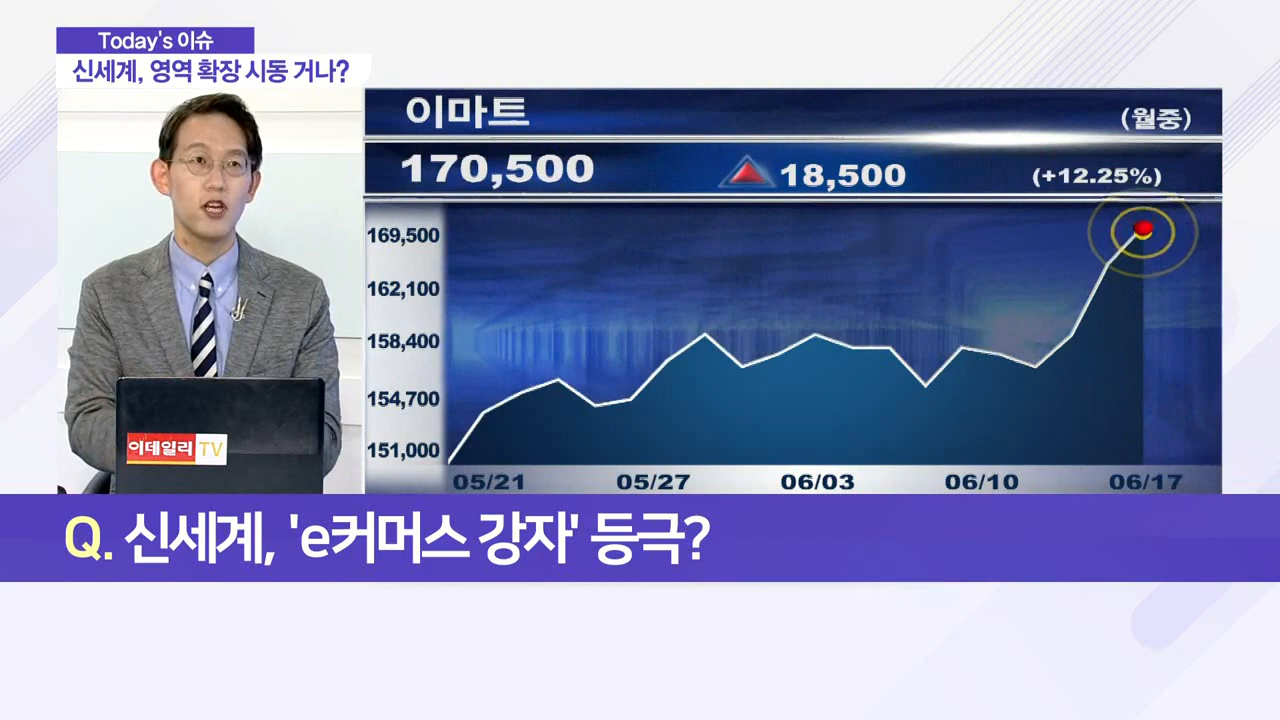 Today's 이슈
신세계, 영역 확장 시동 거나?
이마트
(월중)
170,500 ▲ 18,500 (+12.25%)
169,500
162,100
158,400
154,700
151,000
05/21 05/27 06/03 06/10 06/17
이데일리 TV
Q. 신세계, 'e커머스 강자' 등극?